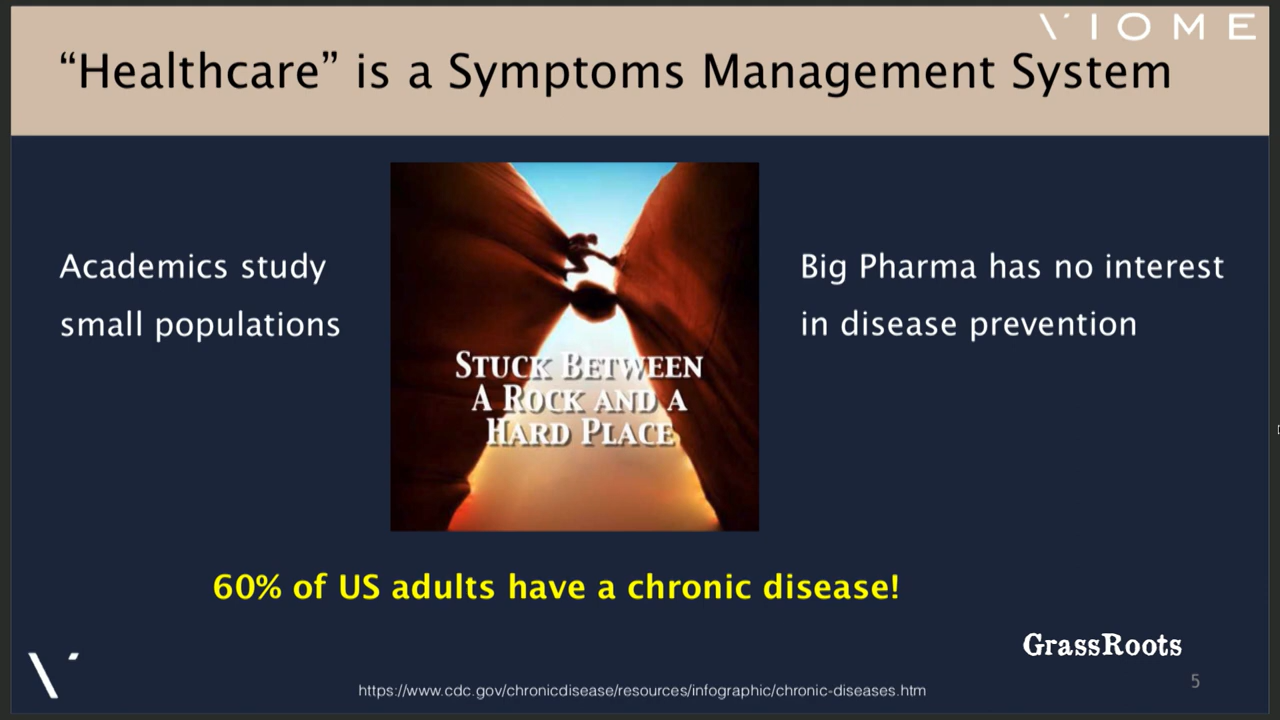 VIOME
“Healthcare” is a Symptoms Management System
Academics study
small populations
STUCK BETWEEN
A ROCK AND A
HARD PLACE
Big Pharma has no interest
in disease prevention
60% of US adults have a chronic disease!
GrassRoots
https://www.cdc.gov/chronicdisease/resources/infographic/chronic-diseases.htm
5